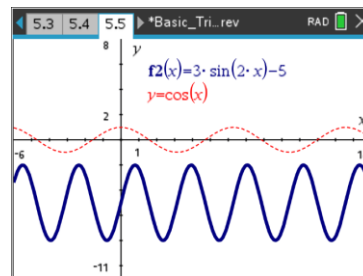 5.3 5.4 5.5 *Basic_Tri...rev RAD
8 y
f2(x)=3·sin(2·x)−5
y=cos(x)
2
x
-6 1
-11